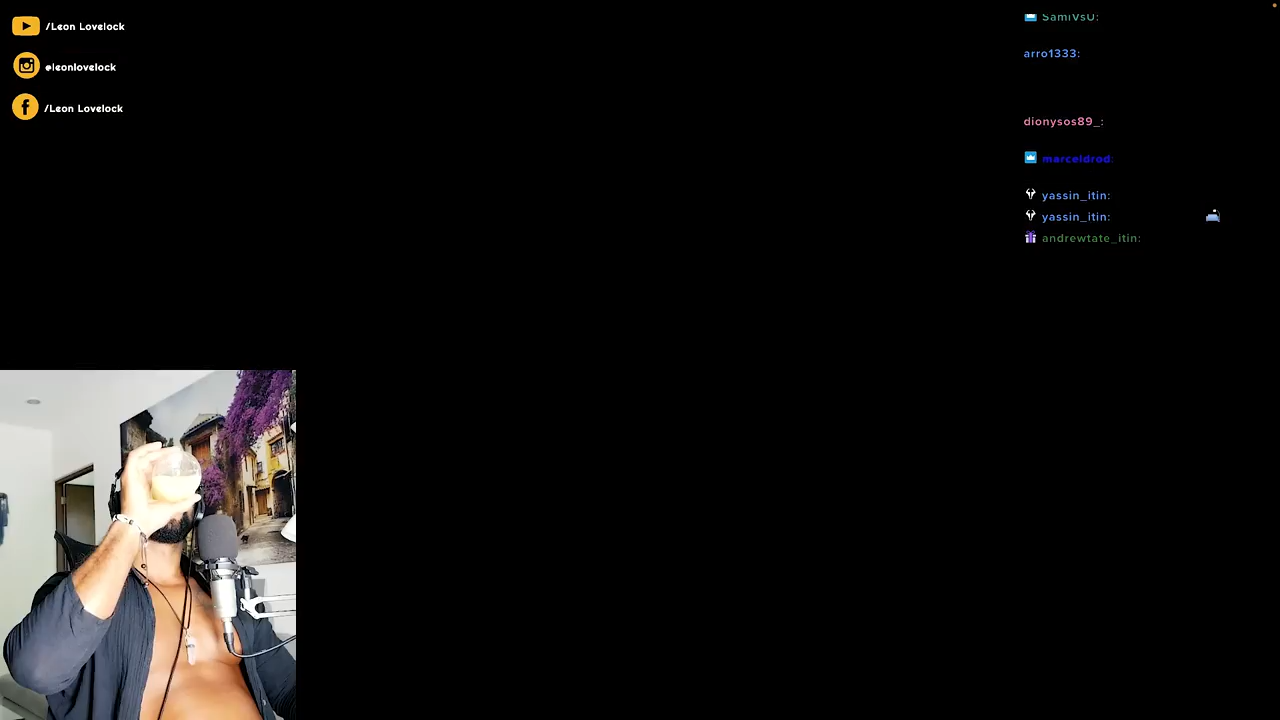 /Leon Lovelock
@leonlovelock
/Leon Lovelock
SamiVsU:
arro1333:
dionysos89_:
marceldrod:
yassin_itin:
yassin_itin:
andrewtate_itin: